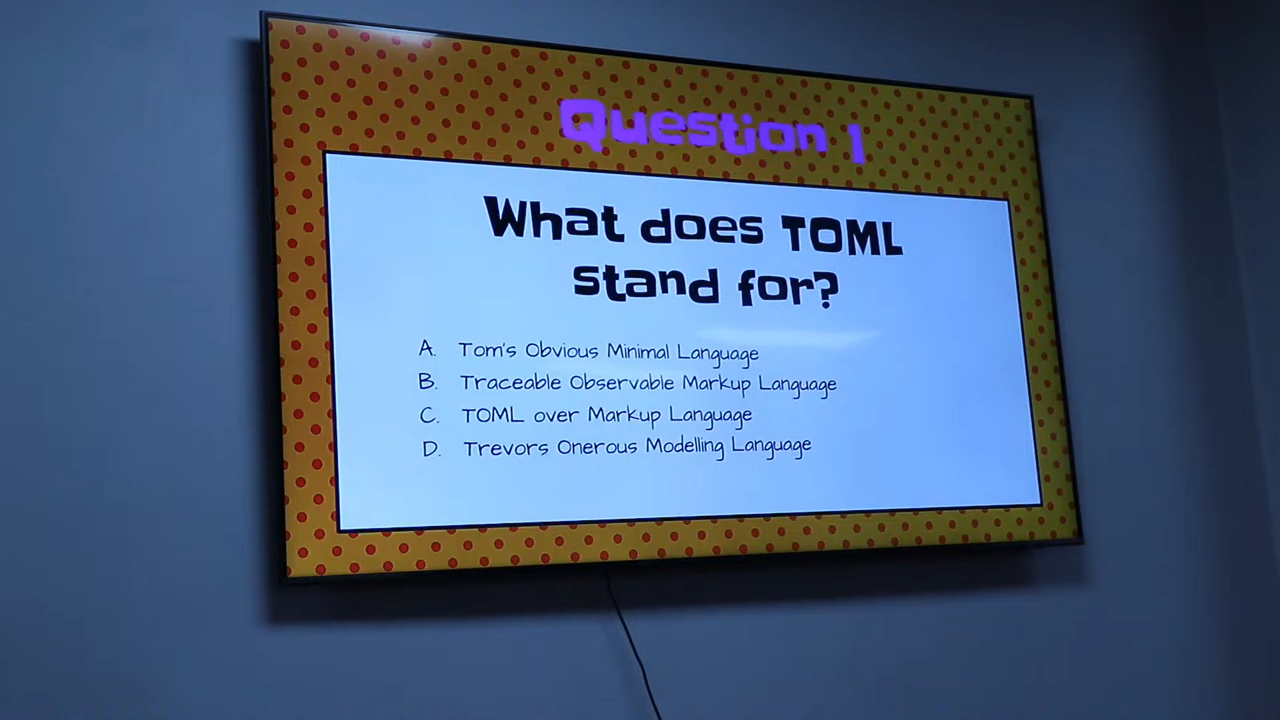 Question 1
What does TOML
stand for?
A. Tom's Obvious Minimal Language
B. Traceable Observable Markup Language
C. TOML over Markup Language
D. Trevors Onerous Modelling Language